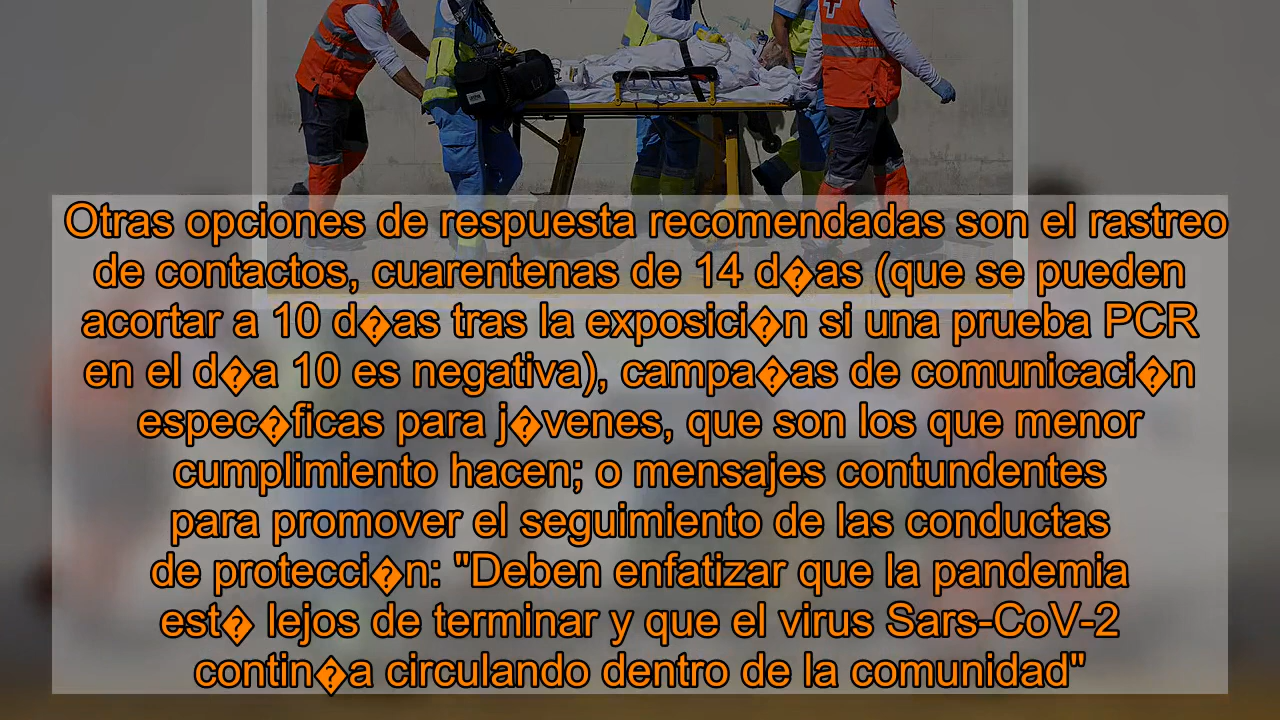 Otras opciones de respuesta recomendadas son el rastreo
de contactos, cuarentenas de 14 d�as (que se pueden
acortar a 10 d�as tras la exposici�n si una prueba PCR
en el d�a 10 es negativa), campa�as de comunicaci�n
espec�ficas para j�venes, que son los que menor
cumplimiento hacen; o mensajes contundentes
para promover el seguimiento de las conductas
de protecci�n: "Deben enfatizar que la pandemia
est� lejos de terminar y que el virus Sars-CoV-2
contin�a circulando dentro de la comunidad"